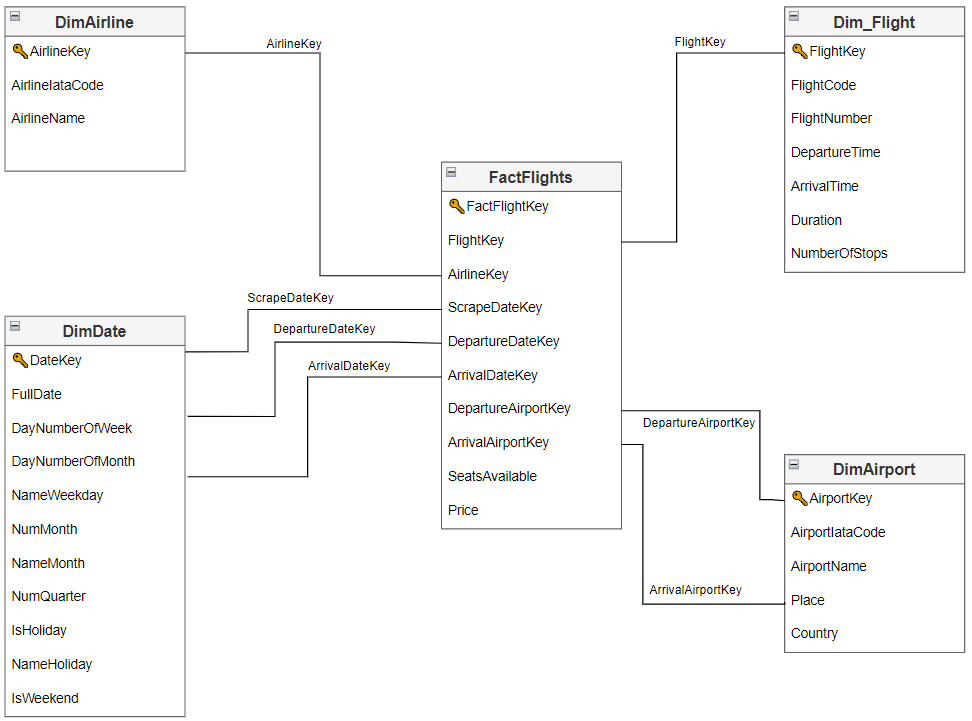 DimAirline
AirlineKey
AirlineIataCode
AirlineName
AirlineKey
FlightKey
Dim_Flight
FlightKey
FlightCode
FlightNumber
DepartureTime
ArrivalTime
Duration
NumberOfStops
FactFlights
FactFlightKey
FlightKey
AirlineKey
ScrapeDateKey
DepartureDateKey
ArrivalDateKey
DepartureAirportKey
ArrivalAirportKey
SeatsAvailable
Price
ScrapeDateKey
DepartureDateKey
ArrivalDateKey
DimDate
DateKey
FullDate
DayNumberOfWeek
DayNumberOfMonth
NameWeekday
NumMonth
NameMonth
NumQuarter
IsHoliday
NameHoliday
IsWeekend
DepartureAirportKey
ArrivalAirportKey
DimAirport
AirportKey
AirportIataCode
AirportName
Place
Country